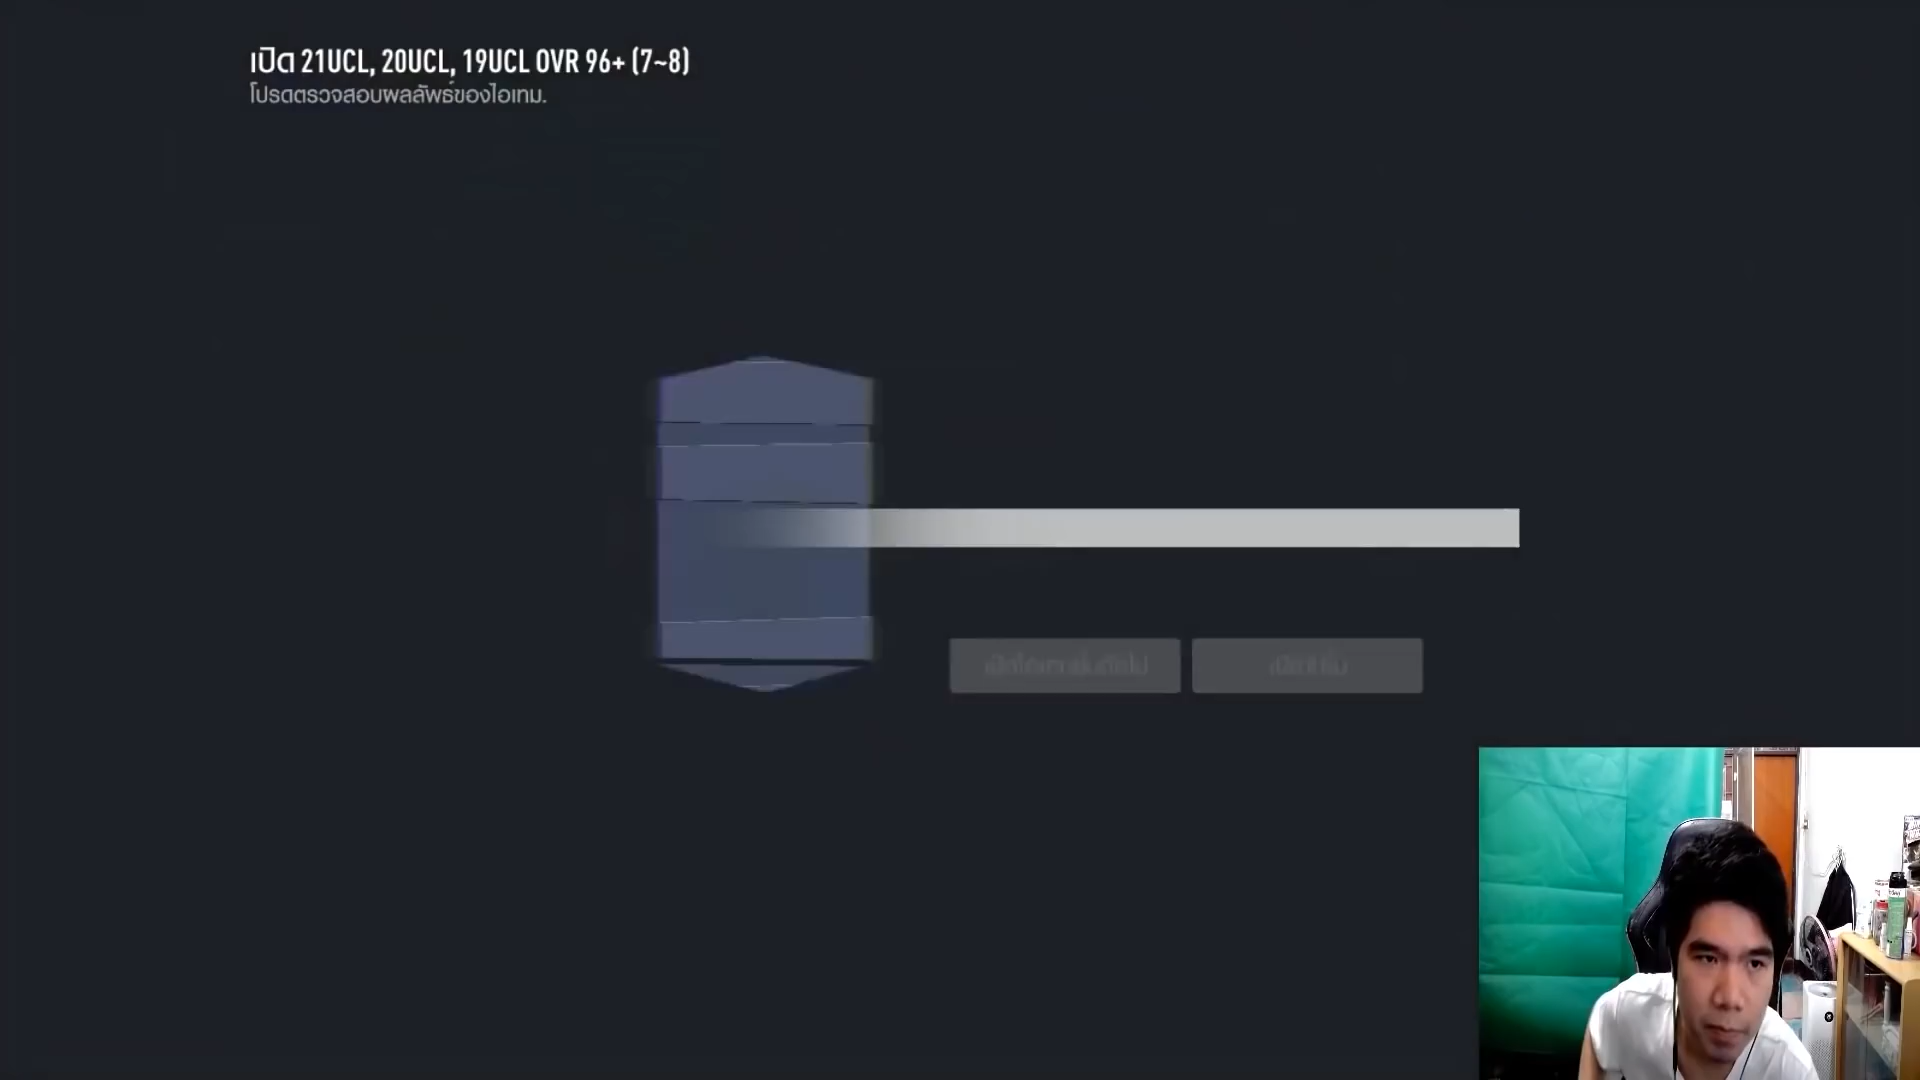 เปิด 21UCL, 20UCL, 19UCL OVR 96+ (7~8)
โปรดตรวจสอบผลลัพธ์ของไอเทม.